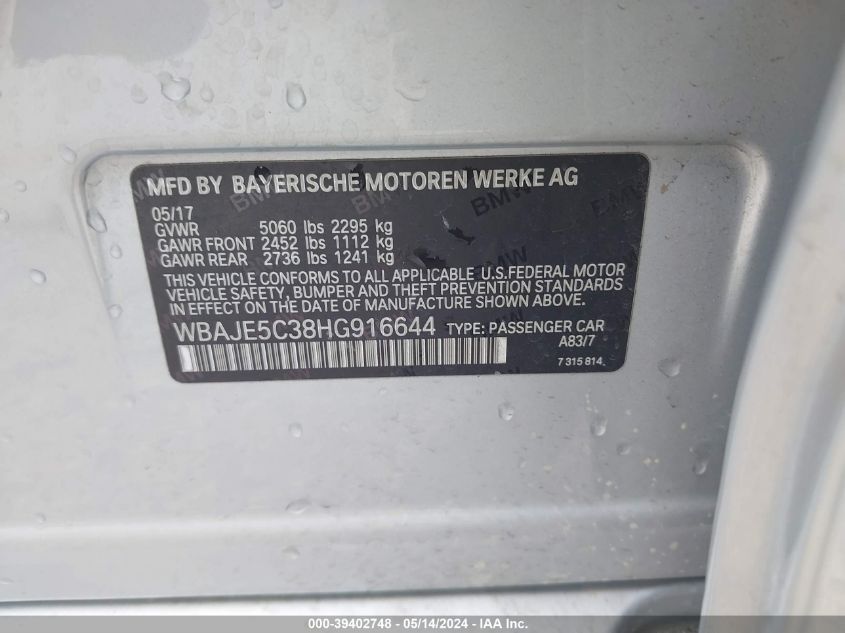 MFD BY BAYERISCHE MOTOREN WERKE AG
05/17
GVWR 5060 lbs 2295 kg
GAWR FRONT 2452 lbs 1112 kg
GAWR REAR 2736 lbs 1241 kg
THIS VEHICLE CONFORMS TO ALL APPLICABLE U.S.FEDERAL MOTOR
VEHICLE SAFETY, BUMPER AND THEFT PREVENTION STANDARDS
IN EFFECT ON THE DATE OF MANUFACTURE SHOWN ABOVE.
WBAJE5C38HG916644 TYPE: PASSENGER CAR
A83/7
7 315 814
000-39402748 - 05/14/2024 - IAA Inc.